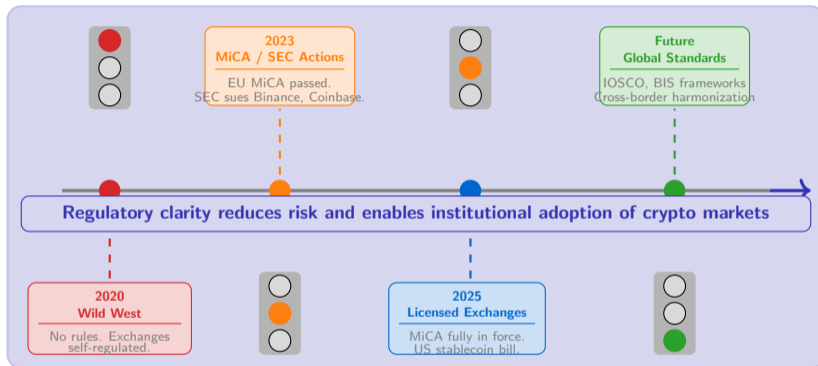 2023
MiCA / SEC Actions
EU MiCA passed.
SEC sues Binance, Coinbase.
Future
Global Standards
IOSCO, BIS frameworks
Cross-border harmonization
Regulatory clarity reduces risk and enables institutional adoption of crypto markets
2020
Wild West
No rules. Exchanges
self-regulated.
2025
Licensed Exchanges
MiCA fully in force.
US stablecoin bill.